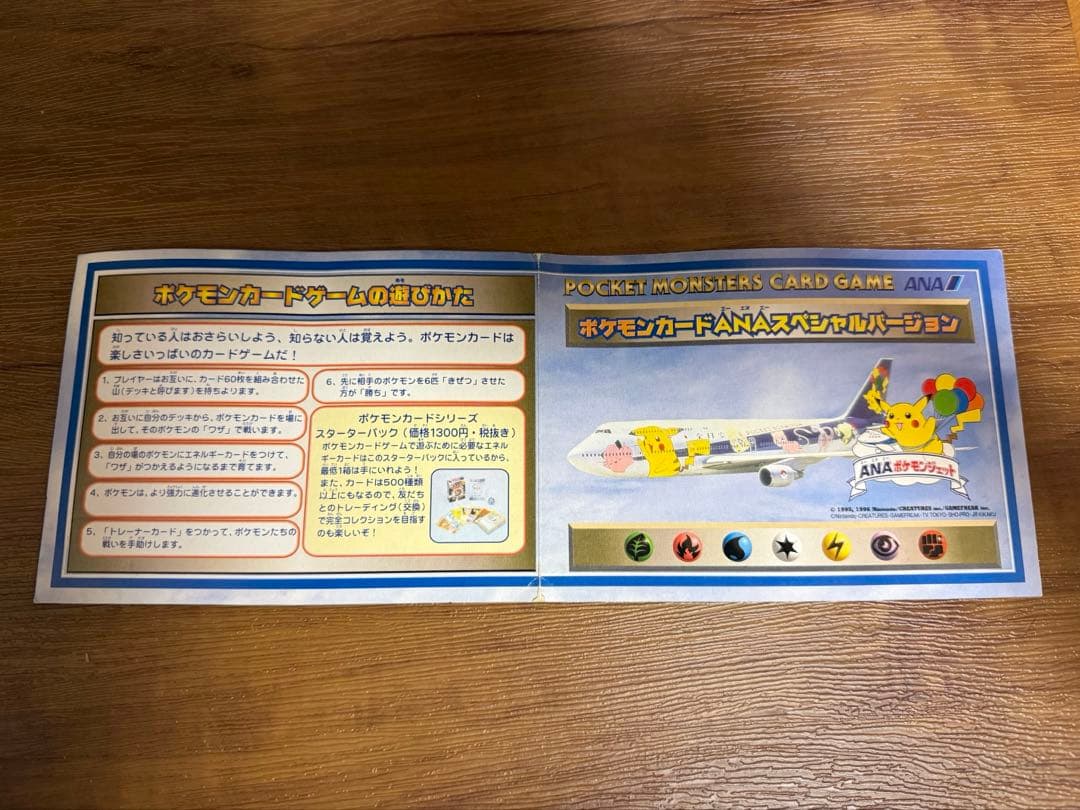 ポケモンカードゲームの遊びかた
知っている人はおさらいしよう、知らない人は覚えよう。ポケモンカードは
楽しさいっぱいのカードゲームだ！
1、プレイヤーはお互いに、カード60枚を組み合わせた
山(デッキと呼びます)を持ちよります。
2、お互いに自分のデッキから、ポケモンカードを場に
出して、そのポケモンの「ワザ」で戦います。
3、自分の場のポケモンにエネルギーカードをつけて、
「ワザ」がつかえるようになるまで育てます。
4、ポケモンは、より強力に進化させることができます。
5、「トレーナーカード」をつかって、ポケモンたちの
戦いを手助けします。
6、先に相手のポケモンを6匹「きぜつ」させた
方が「勝ち」です。
ポケモンカードシリーズ
スターターパック(価格1300円・税抜き)
ポケモンカードゲームで遊ぶために必要なエネル
ギーカードはこのスターターパックに入っているから、
最低1箱は手にいれよう！
また、カードは500種類
以上にもなるので、友だち
とのトレーディング(交換)
で完全コレクションを目指す
のも楽しいぞ！
POCKET MONSTERS CARD GAME ANA
ポケモンカードANAスペシャルバージョン
全日空
ANAポケモンジェット
© 1995, 1998 Nintendo/CREATURES inc./GAMEFREAK inc.
©Nintendo・CREATURES・GAMEFREAK・TV TOKYO・SHO-PRO・JR KIKAKU